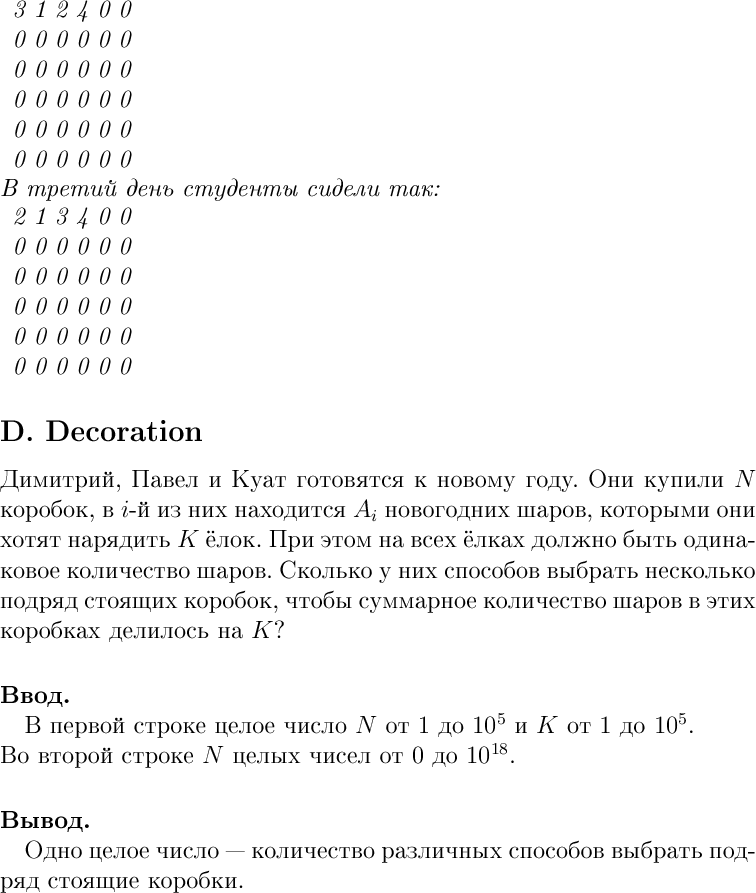 3 1 2 4 0 0
0 0 0 0 0 0
0 0 0 0 0 0
0 0 0 0 0 0
0 0 0 0 0 0
0 0 0 0 0 0
В третий день студенты сидели так:
2 1 3 4 0 0
0 0 0 0 0 0
0 0 0 0 0 0
0 0 0 0 0 0
0 0 0 0 0 0
0 0 0 0 0 0
D. Decoration
Димитрий, Павел и Куат готовятся к новому году. Они купили N
коробок, в i-й из них находится A_i новогодних шаров, которыми они
хотят нарядить K ёлок. При этом на всех ёлках должно быть одина-
ковое количество шаров. Сколько у них способов выбрать несколько
подряд стоящих коробок, чтобы суммарное количество шаров в этих
коробках делилось на K?
Ввод.
В первой строке целое число N от 1 до 10^5 и K от 1 до 10^5.
Во второй строке N целых чисел от 0 до 10^18.
Вывод.
Одно целое число — количество различных способов выбрать под-
ряд стоящие коробки.